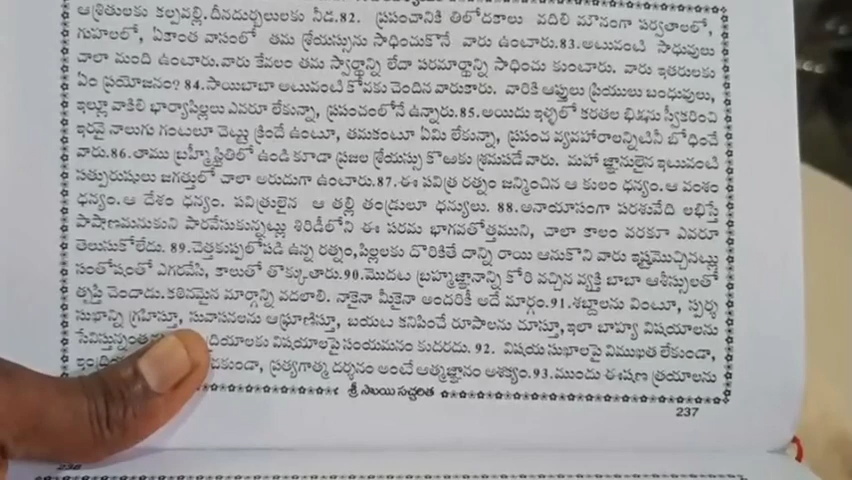 ఆశ్రితులకు కల్పవల్లి.దీనదుర్బలులకు నీడ.82. ప్రపంచానికి తిలోదకాలు వదిలి మౌనంగా పర్వతాలలో,
గుహలలో, ఏకాంత వాసంలో తమ శ్రేయస్సును సాధించుకొనే వారు ఉంటారు.83.అటువంటి సాధువులు
చాలా మంది ఉంటారు.వారు కేవలం తమ స్వార్థాన్ని లేదా పరమార్థాన్ని సాధించు కుంటారు. వారు ఇతరులకు
ఏం ప్రయోజనం? 84.సాయిబాబా అటువంటి కోవకు చెందిన వారుకారు. వారికి ఆప్తులు ప్రియులు బంధువులు,
ఇల్లూ వాకిలి భార్యాపిల్లలు ఎవరూ లేకున్నా, ప్రపంచంలోనే ఉన్నారు.85.అయిదు ఇళ్ళలో కరతల భిక్షను స్వీకరించి
ఇరవై నాలుగు గంటలూ చెట్టు క్రిందే ఉంటూ, తమకంటూ ఏమి లేకున్నా, ప్రపంచ వ్యవహారాలన్నిటినీ బోధించే
వారు.86.తాము బ్రహ్మీస్థితిలో ఉండి కూడా ప్రజల శ్రేయస్సు కొఱకు శ్రమపడే వారు. మహా జ్ఞానులైన ఇటువంటి
సత్పురుషులు జగత్తులో చాలా అరుదుగా ఉంటారు.87.ఈ పవిత్ర రత్నం జన్మించిన ఆ కులం ధన్యం.ఆ వంశం
ధన్యం.ఆ దేశం ధన్యం. పవిత్రులైన ఆ తల్లి తండ్రులూ ధన్యులు. 88.అనాయాసంగా పరశువేది లభిస్తే
పాషాణమనుకుని పారవేసుకున్నట్లు శిరిడీలోని ఈ పరమ భాగవతోత్తముని, చాలా కాలం వరకూ ఎవరూ
తెలుసుకోలేదు. 89.చెత్తకుప్పలోపడి ఉన్న రత్నం,పిల్లలకు దొరికితే దాన్ని రాయి అనుకొని వారు ఇష్టమొచ్చినట్లు
సంతోషంతో ఎగరవేసి, కాలుతో తొక్కుతారు.90.మొదట బ్రహ్మజ్ఞానాన్ని కోరి వచ్చిన వ్యక్తి బాబా ఆశీస్సులతో
తృప్తి చెందాడు.కఠినమైన మార్గాన్ని వదలాలి. నాకైనా మీకైనా అందరికీ అదే మార్గం.91.శబ్దాలను వింటూ, స్పర్శ
సుఖాన్ని గ్రహిస్తూ, సువాసనలను ఆఘ్రాణిస్తూ, బయట కనిపించే రూపాలను చూస్తూ,ఇలా బాహ్య విషయాలను
సేవిస్తున్నంత ద్రియాలకు విషయాలపై సంయమనం కుదరదు. 92. విషయ సుఖాలపై విముఖత లేకుండా,
చకుండా, ప్రత్యగాత్మ దర్శనం అంటే ఆత్మజ్ఞానం అశక్యం.93.ముందు ఈషణ త్రయాలను
శ్రీ సాయి సచ్చరిత
237
238